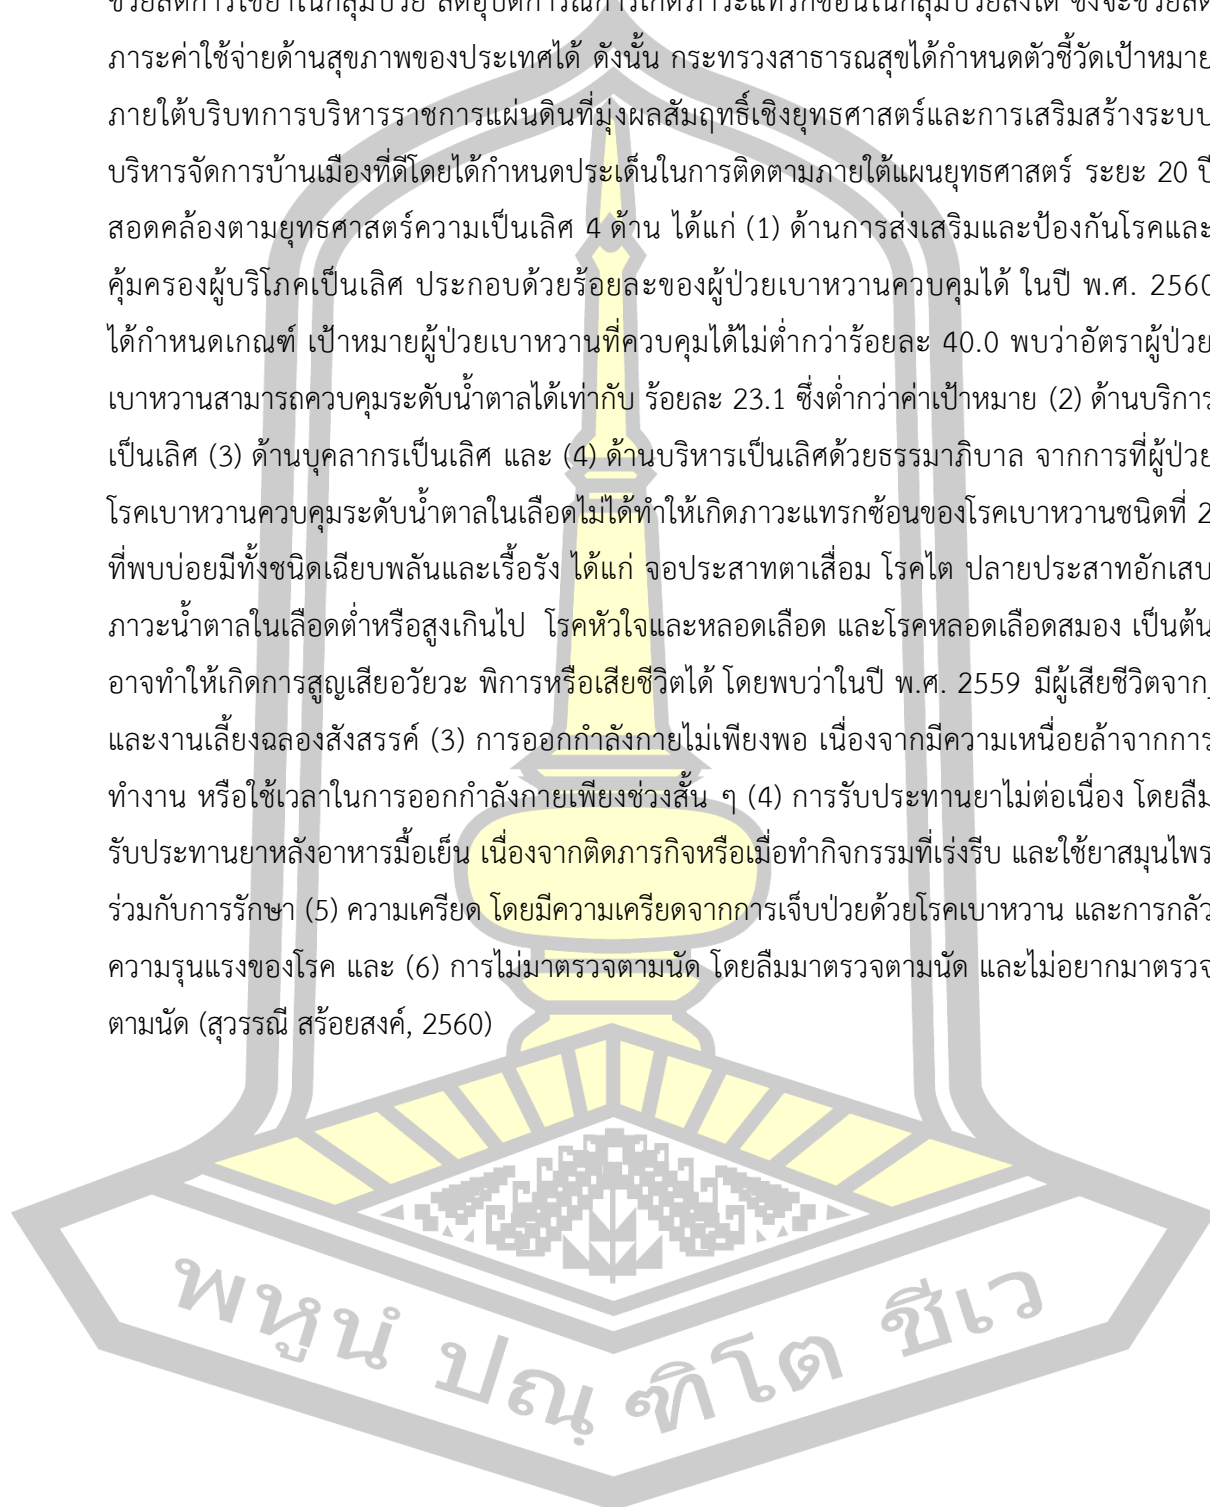 ช่วยลดการใช้ยาในกลุ่มป่วย ลดอุบัติการณ์การเกิดภาวะแทรกซ้อนในกลุ่มป่วยลงได้ ซึ่งจะช่วยลด
ภาระค่าใช้จ่ายด้านสุขภาพของประเทศได้ ดังนั้น กระทรวงสาธารณสุขได้กำหนดตัวชี้วัดเป้าหมาย
ภายใต้บริบทการบริหารราชการแผ่นดินที่มุ่งผลสัมฤทธิ์เชิงยุทธศาสตร์และการเสริมสร้างระบบ
บริหารจัดการบ้านเมืองที่ดีโดยได้กำหนดประเด็นในการติดตามภายใต้แผนยุทธศาสตร์ ระยะ 20 ปี
สอดคล้องตามยุทธศาสตร์ความเป็นเลิศ 4 ด้าน ได้แก่ (1) ด้านการส่งเสริมและป้องกันโรคและ
คุ้มครองผู้บริโภคเป็นเลิศ ประกอบด้วยร้อยละของผู้ป่วยเบาหวานควบคุมได้ ในปี พ.ศ. 2560
ได้กำหนดเกณฑ์ เป้าหมายผู้ป่วยเบาหวานที่ควบคุมได้ไม่ต่ำกว่าร้อยละ 40.0 พบว่าอัตราผู้ป่วย
เบาหวานสามารถควบคุมระดับน้ำตาลได้เท่ากับ ร้อยละ 23.1 ซึ่งต่ำกว่าค่าเป้าหมาย (2) ด้านบริการ
เป็นเลิศ (3) ด้านบุคลากรเป็นเลิศ และ (4) ด้านบริหารเป็นเลิศด้วยธรรมาภิบาล จากการที่ผู้ป่วย
โรคเบาหวานควบคุมระดับน้ำตาลในเลือดไม่ได้ทำให้เกิดภาวะแทรกซ้อนของโรคเบาหวานชนิดที่ 2
ที่พบบ่อยมีทั้งชนิดเฉียบพลันและเรื้อรัง ได้แก่ จอประสาทตาเสื่อม โรคไต ปลายประสาทอักเสบ
ภาวะน้ำตาลในเลือดต่ำหรือสูงเกินไป โรคหัวใจและหลอดเลือด และโรคหลอดเลือดสมอง เป็นต้น
อาจทำให้เกิดการสูญเสียอวัยวะ พิการหรือเสียชีวิตได้ โดยพบว่าในปี พ.ศ. 2559 มีผู้เสียชีวิตจาก
และงานเลี้ยงฉลองสังสรรค์ (3) การออกกำลังกายไม่เพียงพอ เนื่องจากมีความเหนื่อยล้าจากการ
ทำงาน หรือใช้เวลาในการออกกำลังกายเพียงช่วงสั้น ๆ (4) การรับประทานยาไม่ต่อเนื่อง โดยลืม
รับประทานยาหลังอาหารมื้อเย็น เนื่องจากติดภารกิจหรือเมื่อทำกิจกรรมที่เร่งรีบ และใช้ยาสมุนไพร
ร่วมกับการรักษา (5) ความเครียด โดยมีความเครียดจากการเจ็บป่วยด้วยโรคเบาหวาน และการกลัว
ความรุนแรงของโรค และ (6) การไม่มาตรวจตามนัด โดยลืมมาตรวจตามนัด และไม่อยากมาตรวจ
ตามนัด (สุวรรณี สร้อยสงค์, 2560)
พหูนํ ปณฺฑิโต ชีเว